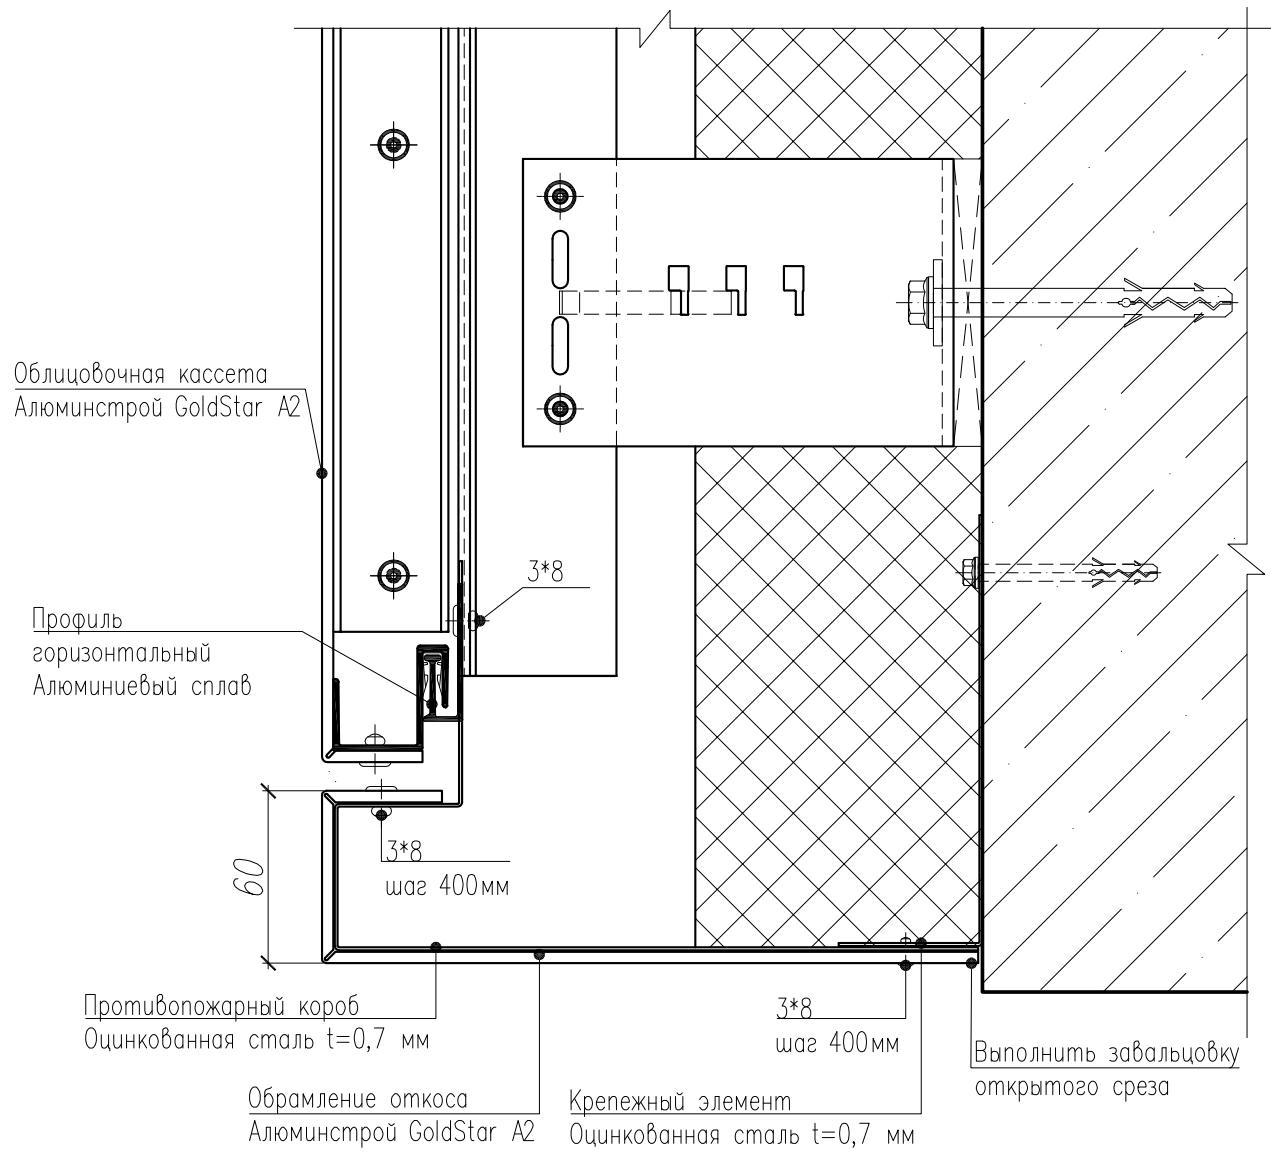 Облицовочная кассета
Алюминстрой GoldStar A2
3*8
Профиль
горизонтальный
Алюминиевый сплав
60
3*8
шаг 400мм
Противопожарный короб
Оцинкованная сталь t=0,7 мм
3*8
шаг 400мм
Выполнить завальцовку
открытого среза
Обрамление откоса
Алюминстрой GoldStar A2
Крепежный элемент
Оцинкованная сталь t=0,7 мм